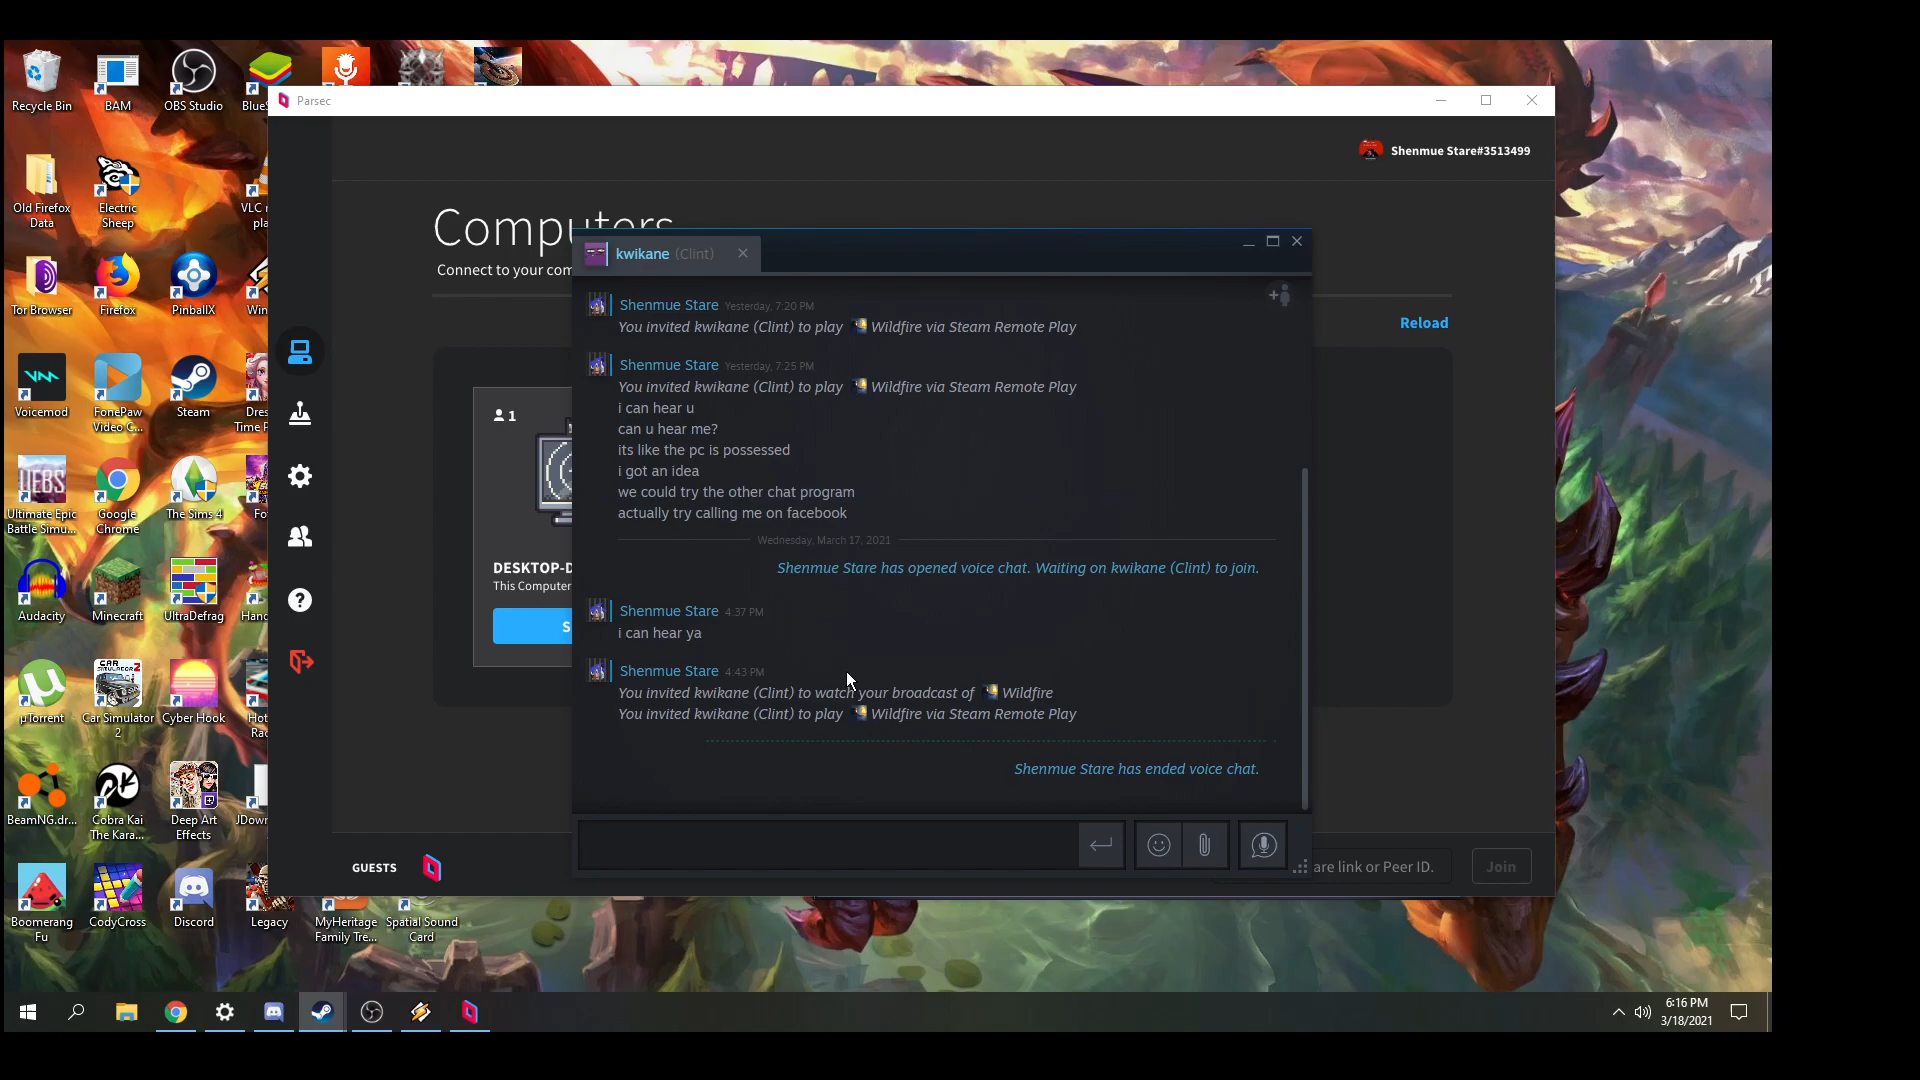 Recycle Bin
BAM
OBS Studio
Parsec
Shenmue Stare#3513499
Computers
Connect to your com
Reload
Old Firefox
Data
Electric
Sheep
VLC
Tor Browser
Firefox
PinballX
Win
Voicemod
FonePaw
Video C...
Steam
Dres
Time P
Ultimate Epic
Battle Simu...
Google
Chrome
The Sims 4
Audacity
Minecraft
UltraDefrag
Hand
µTorrent
Car Simulator
2
Cyber Hook
Hot
BeamNG.dr...
Cobra Kai
The Kara...
Deep Art
Effects
JDown
Boomerang
Fu
CodyCross
Discord
Legacy
MyHeritage
Family Tre...
Spatial Sound
Card
1
DESKTOP-D
This Computer
S
GUESTS
kwikane (Clint)
Shenmue Stare Yesterday, 7:20 PM
You invited kwikane (Clint) to play Wildfire via Steam Remote Play
Shenmue Stare Yesterday, 7:25 PM
You invited kwikane (Clint) to play Wildfire via Steam Remote Play
i can hear u
can u hear me?
its like the pc is possessed
i got an idea
we could try the other chat program
actually try calling me on facebook
Wednesday, March 17, 2021
Shenmue Stare has opened voice chat. Waiting on kwikane (Clint) to join.
Shenmue Stare 4:37 PM
i can hear ya
Shenmue Stare 4:43 PM
You invited kwikane (Clint) to watch your broadcast of Wildfire
You invited kwikane (Clint) to play Wildfire via Steam Remote Play
Shenmue Stare has ended voice chat.
are link or Peer ID.
Join
6:16 PM
3/18/2021